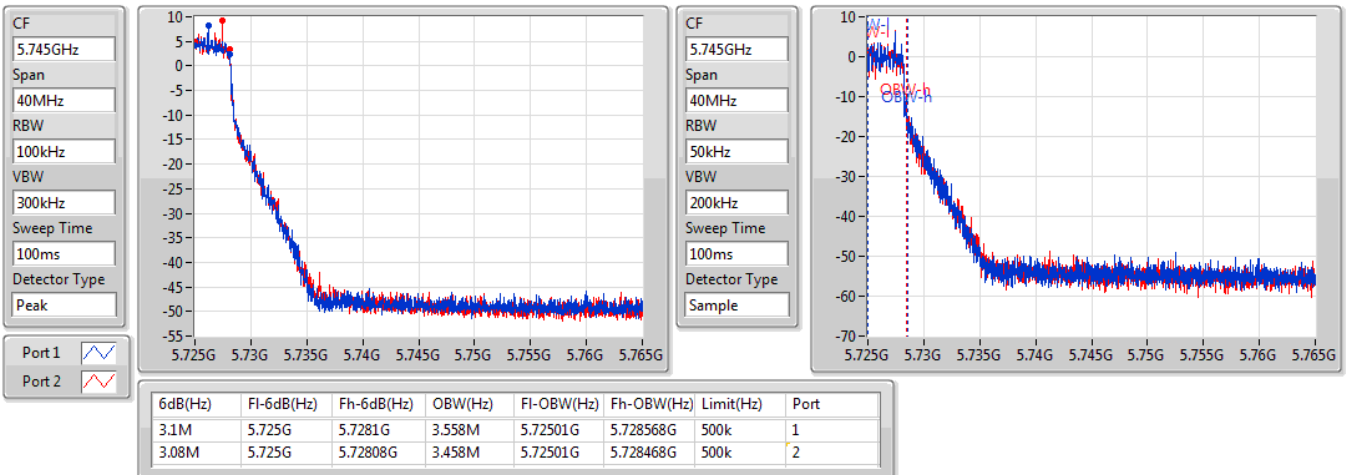 CF
5.745GHz
Span
40MHz
RBW
100kHz
VBW
300kHz
Sweep Time
100ms
Detector Type
Peak
Port 1
Port 2
10
5
0
-5
-10
-15
-20
-25
-30
-35
-40
-45
-50
-55
5.725G 5.73G 5.735G 5.74G 5.745G 5.75G 5.755G 5.76G 5.765G
CF
5.745GHz
Span
40MHz
RBW
50kHz
VBW
200kHz
Sweep Time
100ms
Detector Type
Sample
10
0
-10
-20
-30
-40
-50
-60
-70
W-l
W-l
OBW-h
OBW-h
5.725G 5.73G 5.735G 5.74G 5.745G 5.75G 5.755G 5.76G 5.765G
6dB(Hz) Fl-6dB(Hz) Fh-6dB(Hz) OBW(Hz) Fl-OBW(Hz) Fh-OBW(Hz) Limit(Hz) Port
3.1M 5.725G 5.7281G 3.558M 5.72501G 5.728568G 500k 1
3.08M 5.725G 5.72808G 3.458M 5.72501G 5.728468G 500k 2